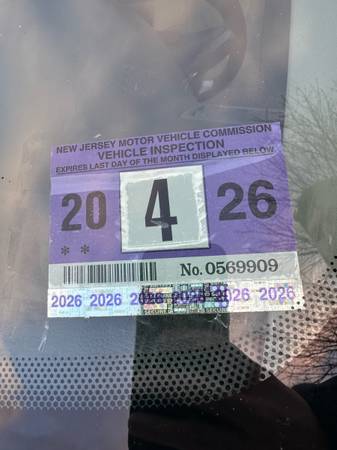 NEW JERSEY MOTOR VEHICLE COMMISSION
VEHICLE INSPECTION
EXPIRES LAST DAY OF THE MONTH DISPLAYED BELOW
20 4 26
* *
No. 0569909
2026 2026 2026 2026 2026 2026